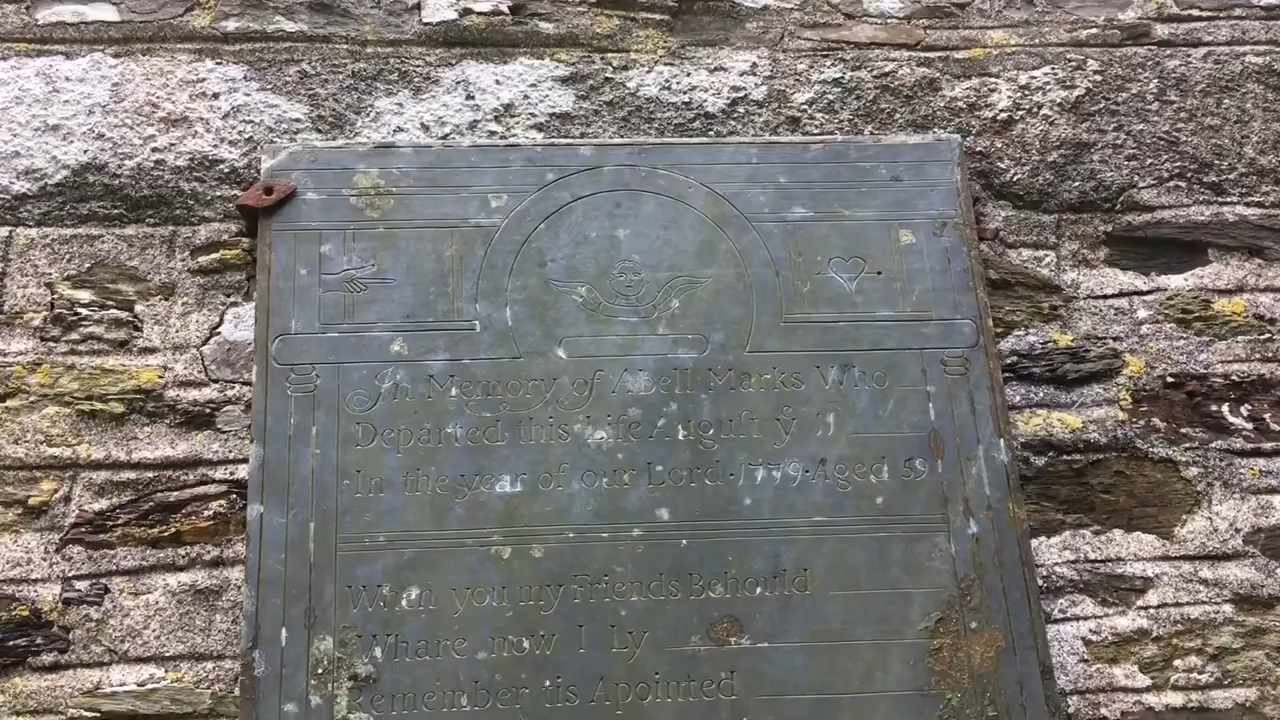 In Memory of Abell Marks Who
Departed this Life Auguſt yͤ 11
In the year of our Lord · 1779 · Aged 59
When you my Friends Behould
Whare now I Ly
Remember tis Apointed